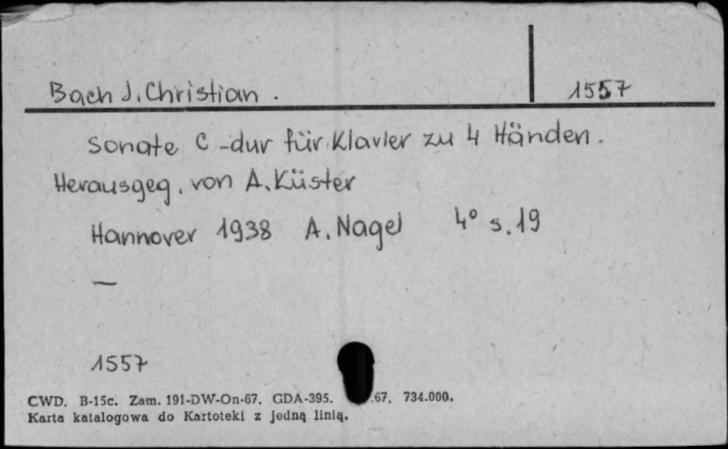 Bach J. Christian. 1557
Sonate C-dur für Klavier zu 4 Händen.
Herausgeg. von A. Küster
Hannover 1938 A. Nagel 4° s. 19
—
1557
CWD. B-15c. Zam. 191-DW-On-67. GDA-395. .67. 734.000.
Karta katalogowa do Kartoteki z jedną linią.